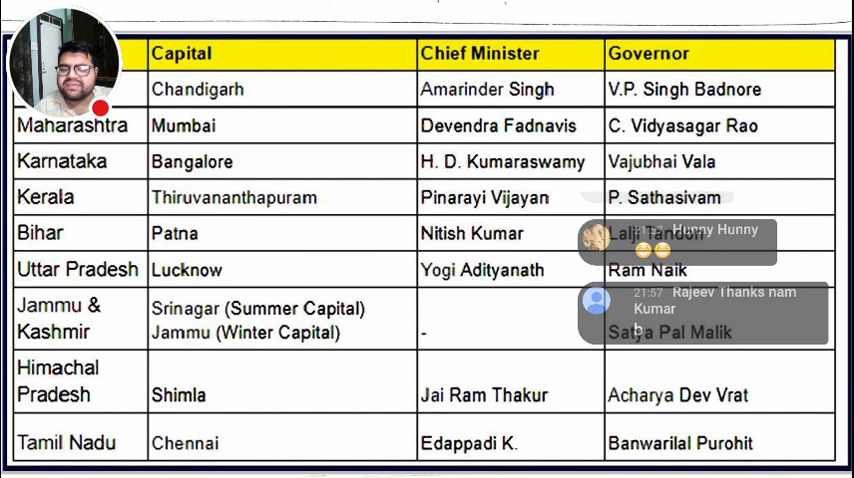 Capital Chief Minister Governor
Chandigarh Amarinder Singh V.P. Singh Badnore
Maharashtra Mumbai Devendra Fadnavis C. Vidyasagar Rao
Karnataka Bangalore H. D. Kumaraswamy Vajubhai Vala
Kerala Thiruvananthapuram Pinarayi Vijayan P. Sathasivam
Bihar Patna Nitish Kumar Lalji Tandon
21:57 Hunny Hunny
😁😁
Uttar Pradesh Lucknow Yogi Adityanath Ram Naik
21:57 Rajeev Thanks nam
Kumar
b
Jammu &
Kashmir
Srinagar (Summer Capital)
Jammu (Winter Capital)
- Satya Pal Malik
Himachal
Pradesh Shimla Jai Ram Thakur Acharya Dev Vrat
Tamil Nadu Chennai Edappadi K. Banwarilal Purohit